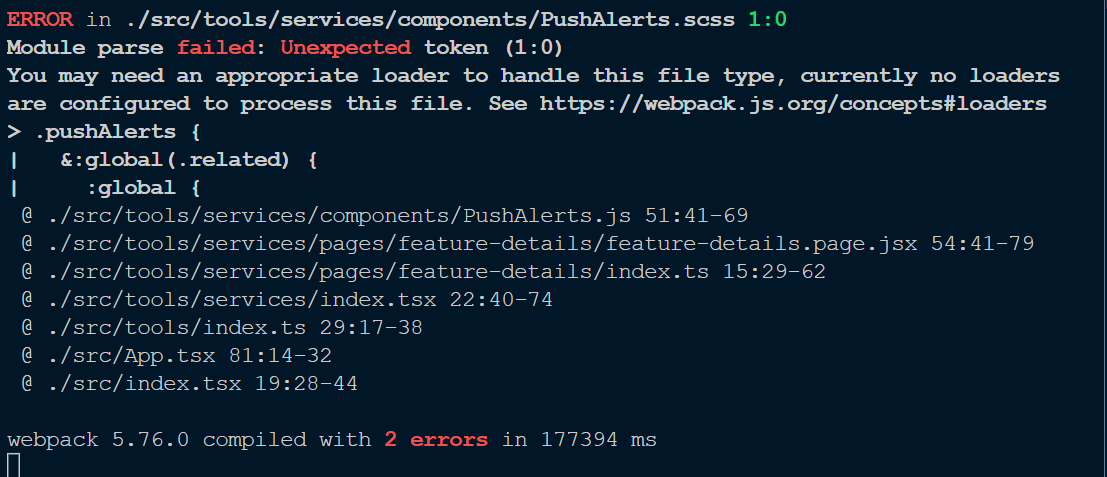 ERROR in ./src/tools/services/components/PushAlerts.scss 1:0
Module parse failed: Unexpected token (1:0)
You may need an appropriate loader to handle this file type, currently no loaders
are configured to process this file. See https://webpack.js.org/concepts#loaders
> .pushAlerts {
|   &:global(.related) {
|     :global {
 @ ./src/tools/services/components/PushAlerts.js 51:41-69
 @ ./src/tools/services/pages/feature-details/feature-details.page.jsx 54:41-79
 @ ./src/tools/services/pages/feature-details/index.ts 15:29-62
 @ ./src/tools/services/index.tsx 22:40-74
 @ ./src/tools/index.ts 29:17-38
 @ ./src/App.tsx 81:14-32
 @ ./src/index.tsx 19:28-44
webpack 5.76.0 compiled with 2 errors in 177394 ms